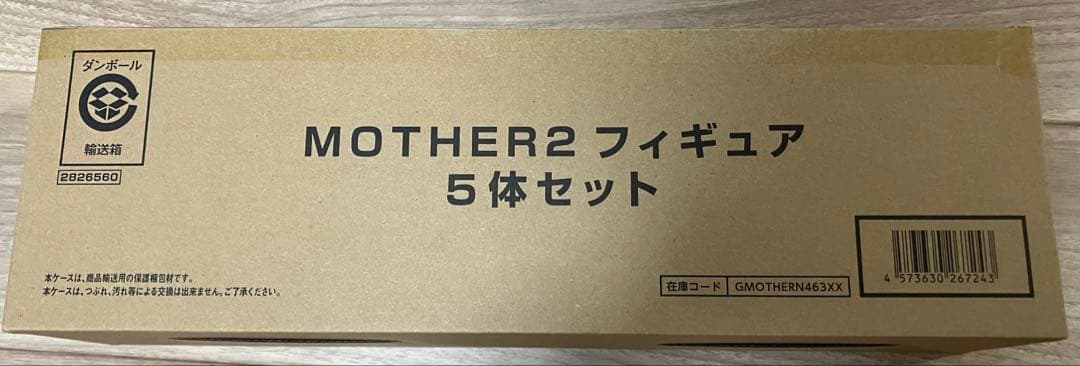 ダンボール
輸送箱
2826560
MOTHER2 フィギュア
5体セット
本ケースは、商品輸送用の保護梱包材です。
本ケースは、つぶれ、汚れ等による交換は出来ません。ご了承ください。
在庫コード GMOTHERN463XX
4 573630 267243